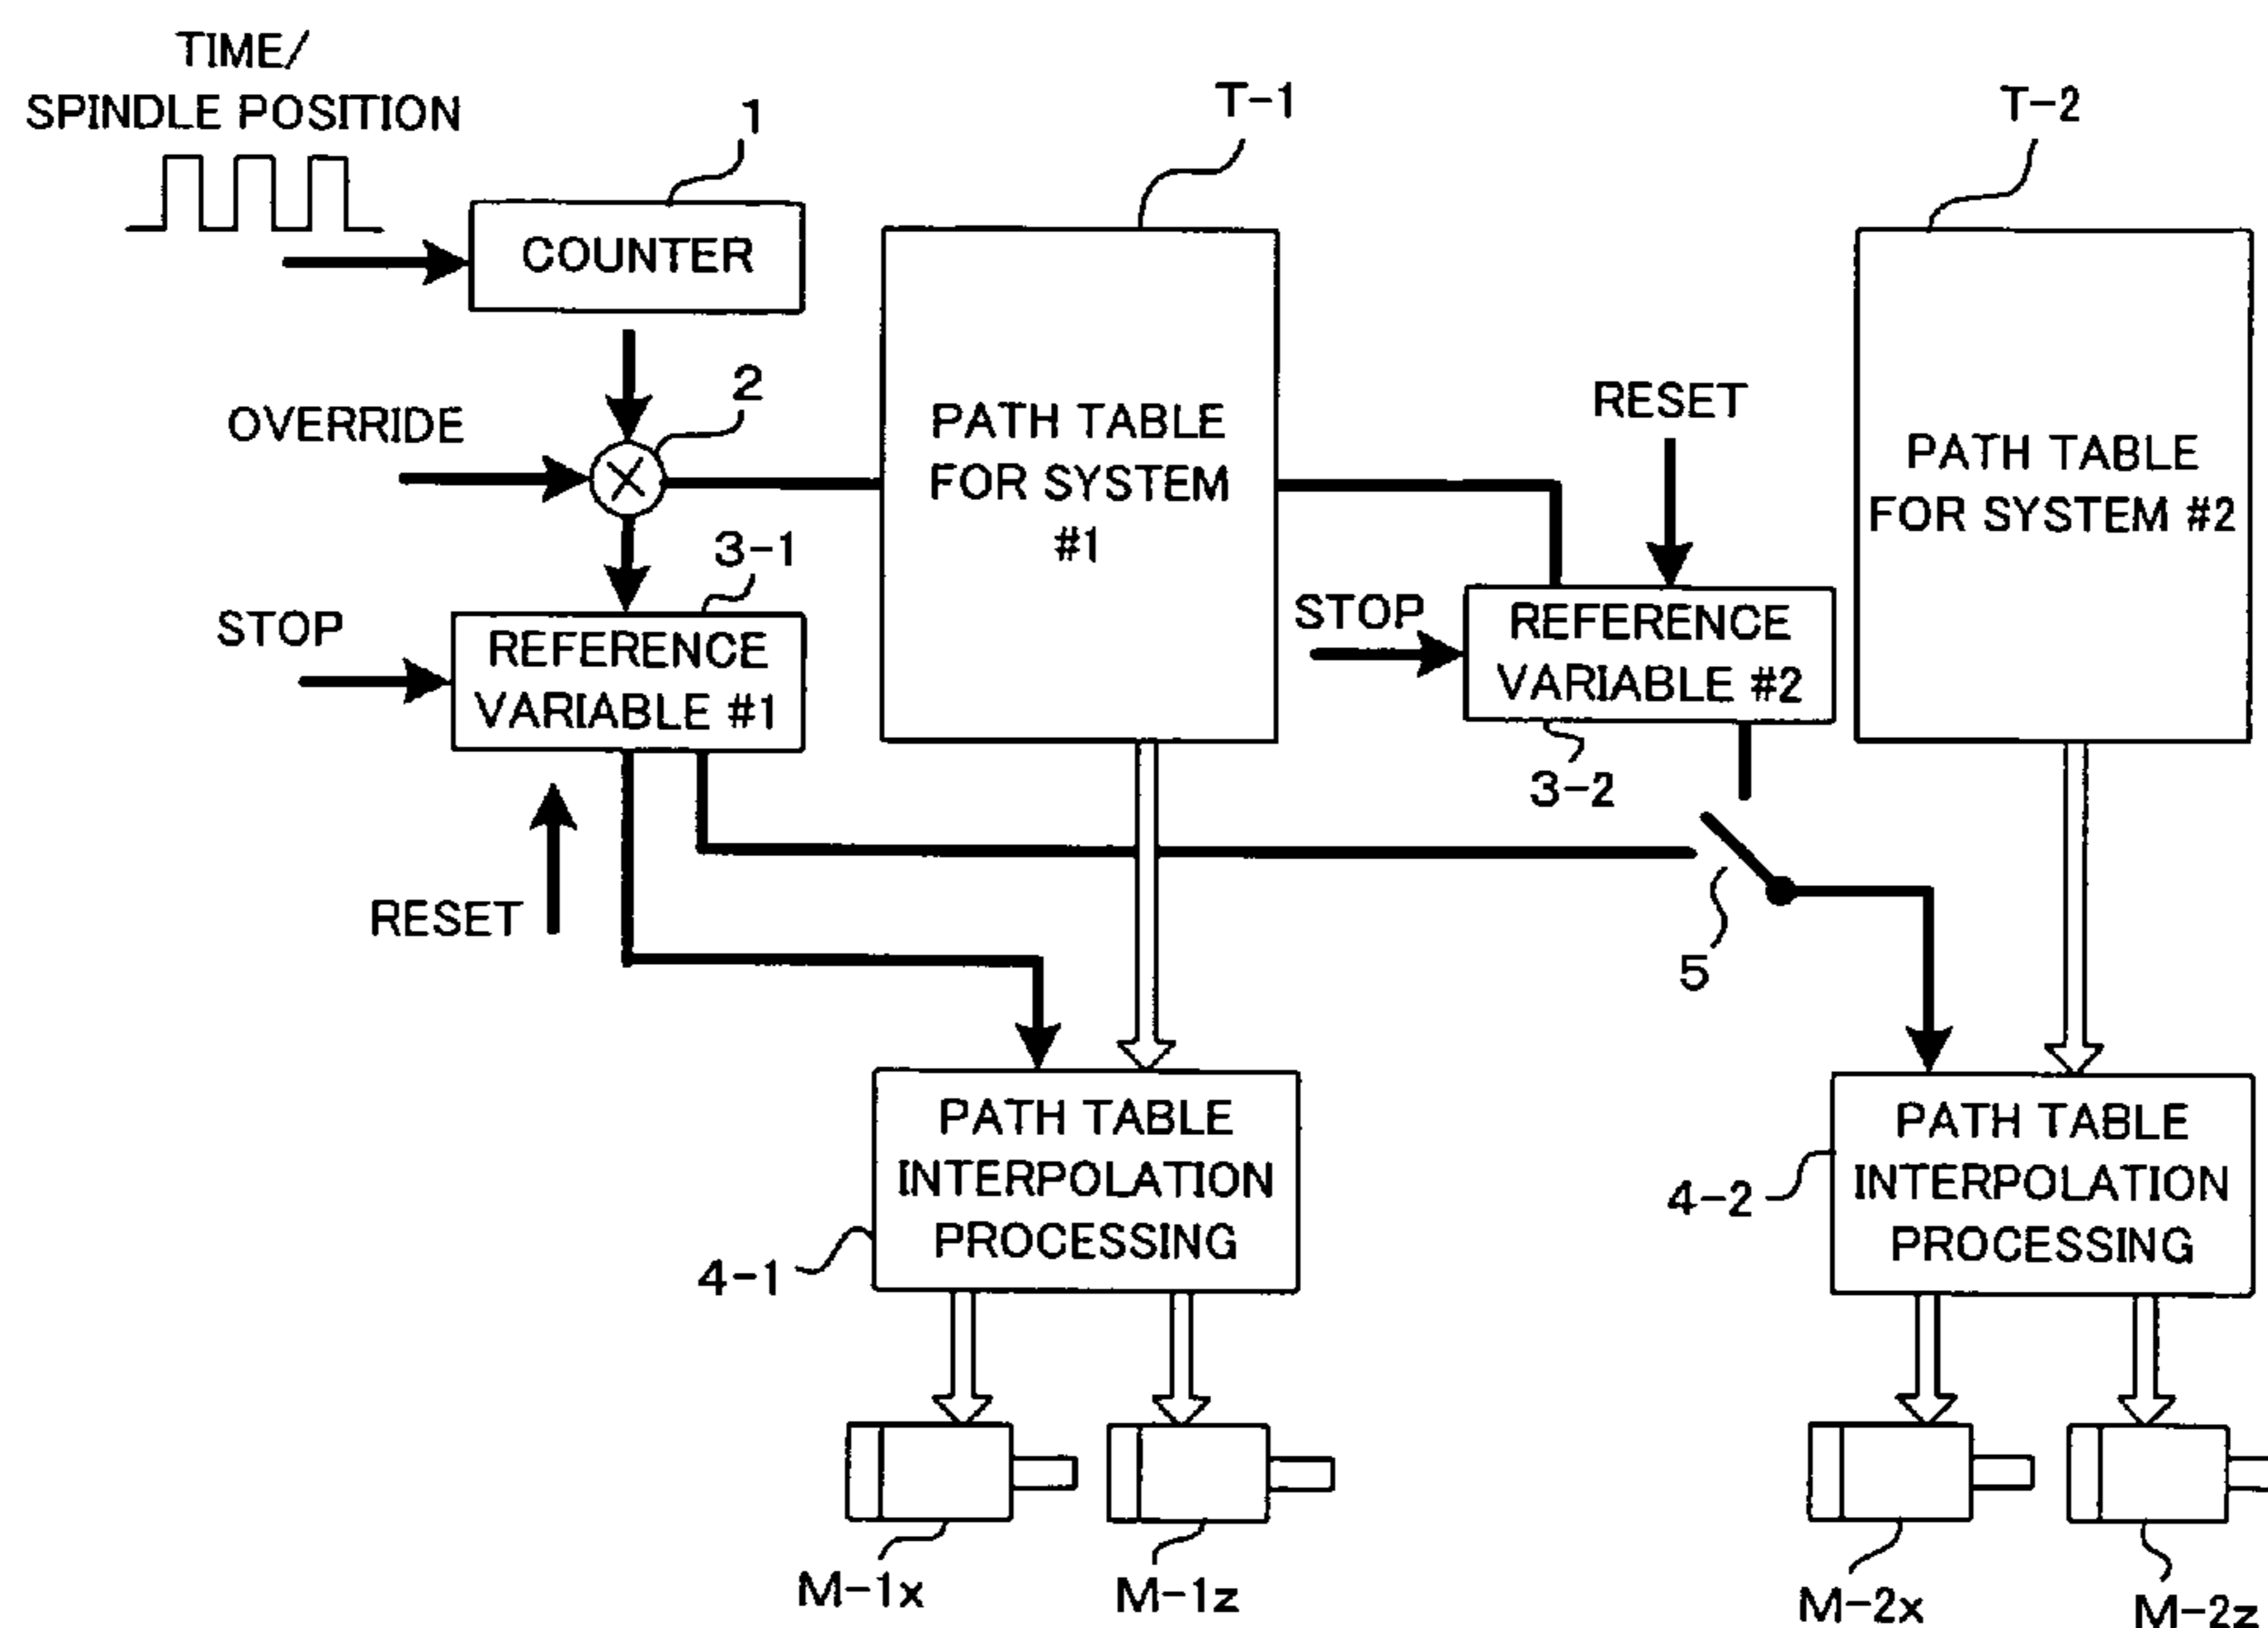 TIME/
SPINDLE POSITION
1
T-1
T-2
COUNTER
2
OVERRIDE
RESET
PATH TABLE
FOR SYSTEM
#1
PATH TABLE
FOR SYSTEM #2
3-1
STOP
REFERENCE
VARIABLE #1
STOP
REFERENCE
VARIABLE #2
3-2
RESET
5
PATH TABLE
INTERPOLATION
PROCESSING
4-1
PATH TABLE
INTERPOLATION
PROCESSING
4-2
M-1x
M-1z
M-2x
M-2z